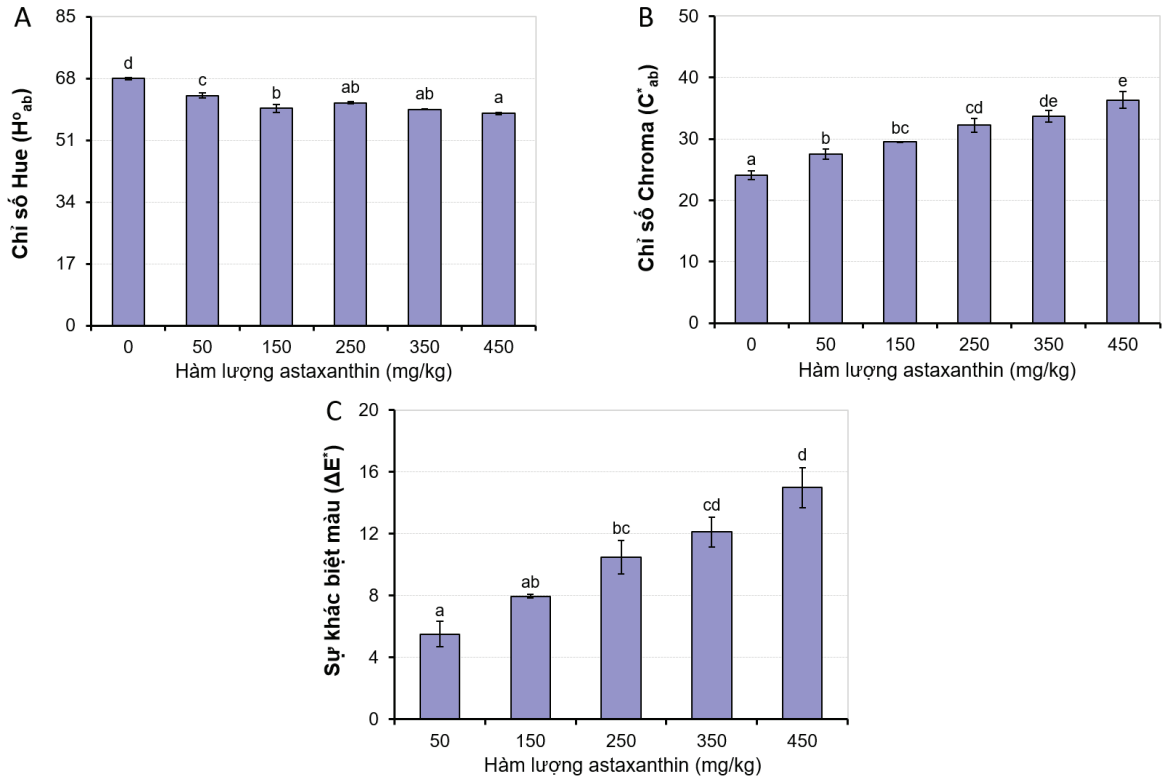 A
Chỉ số Hue (Hºab)
85
68
51
34
17
0
d
c
b
ab
ab
a
0 50 150 250 350 450
Hàm lượng astaxanthin (mg/kg)
B
Chỉ số Chroma (C*ab)
50
40
30
20
10
0
a
b
bc
cd
de
e
0 50 150 250 350 450
Hàm lượng astaxanthin (mg/kg)
C
Sự khác biệt màu (ΔE*)
20
16
12
8
4
0
a
ab
bc
cd
d
50 150 250 350 450
Hàm lượng astaxanthin (mg/kg)